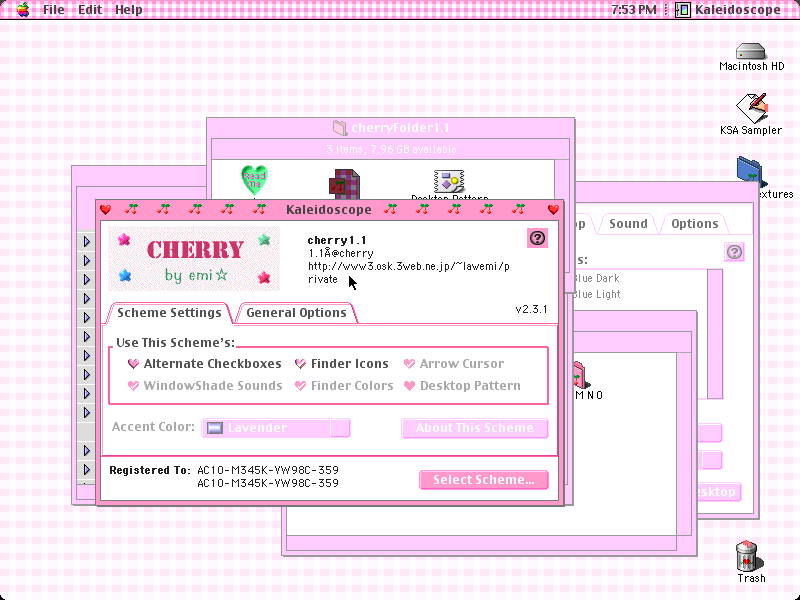 File Edit Help 7:53 PM Kaleidoscope
Macintosh HD
KSA Sampler
extures
cherryFolder1.1
3 items, 7.96 GB available
Read Me
Desktop Pattern
Kaleidoscope
CHERRY
by emi☆
cherry1.1
1.1Å@cherry
http://www3.osk.3web.ne.jp/~lawemi/p
rivate
v2.3.1
Scheme Settings General Options
Use This Scheme's:
Alternate Checkboxes Finder Icons Arrow Cursor
WindowShade Sounds Finder Colors Desktop Pattern
Accent Color: Lavender About This Scheme
Registered To: AC10-M345K-YW98C-359
AC10-M345K-YW98C-359
Select Scheme...
op Sound Options
s:
Blue Dark
Blue Light
M N O
esktop
Trash